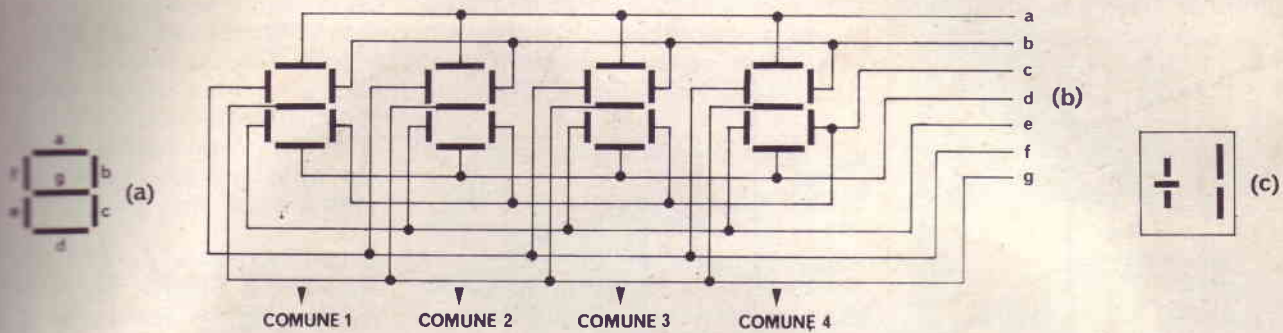 a
b
c
d (b)
e
f
g
a
f g b
(a)
e c
d
(c)
COMUNE 1 COMUNE 2 COMUNE 3 COMUNE 4